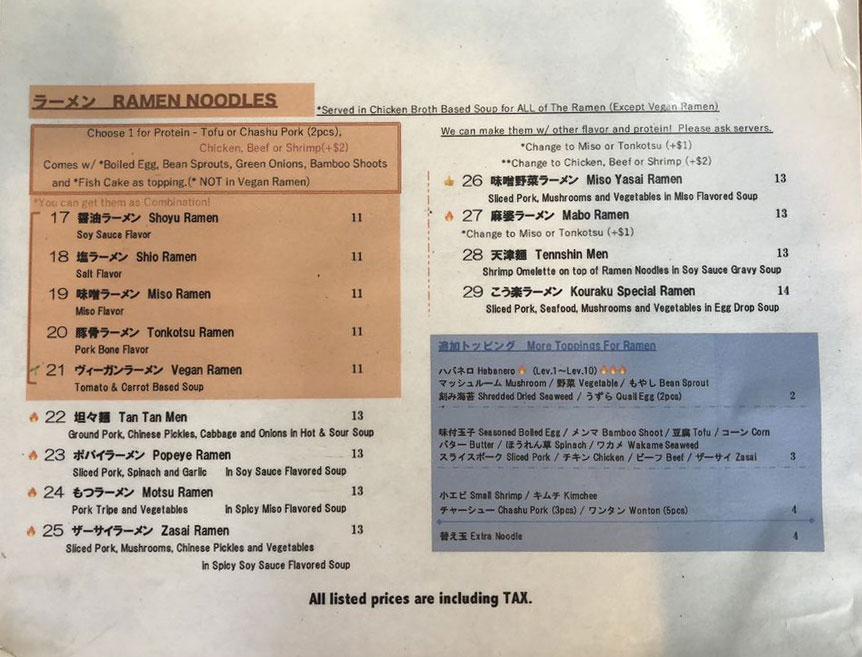 ラーメン RAMEN NOODLES
*Served in Chicken Broth Based Soup for ALL of The Ramen (Except Vegan Ramen)
Choose 1 for Protein - Tofu or Chashu Pork (2pcs),
Chicken, Beef or Shrimp(+$2)
Comes w/ *Boiled Egg, Bean Sprouts, Green Onions, Bamboo Shoots
and *Fish Cake as topping.(* NOT in Vegan Ramen)
*You can get them as Combination!
17 醤油ラーメン Shoyu Ramen 11
Soy Sauce Flavor
18 塩ラーメン Shio Ramen 11
Salt Flavor
19 味噌ラーメン Miso Ramen 11
Miso Flavor
20 豚骨ラーメン Tonkotsu Ramen 11
Pork Bone Flavor
21 ヴィーガンラーメン Vegan Ramen 11
Tomato & Carrot Based Soup
22 坦々麺 Tan Tan Men 13
Ground Pork, Chinese Pickles, Cabbage and Onions in Hot & Sour Soup
23 ポパイラーメン Popeye Ramen 13
Sliced Pork, Spinach and Garlic in Soy Sauce Flavored Soup
24 もつラーメン Motsu Ramen 13
Pork Tripe and Vegetables in Spicy Miso Flavored Soup
25 ザーサイラーメン Zasai Ramen 13
Sliced Pork, Mushrooms, Chinese Pickles and Vegetables
in Spicy Soy Sauce Flavored Soup
We can make them w/ other flavor and protein! Please ask servers.
*Change to Miso or Tonkotsu (+$1)
**Change to Chicken, Beef or Shrimp (+$2)
26 味噌野菜ラーメン Miso Yasai Ramen 13
Sliced Pork, Mushrooms and Vegetables in Miso Flavored Soup
27 麻婆ラーメン Mabo Ramen 13
*Change to Miso or Tonkotsu (+$1)
28 天津麺 Tennshin Men 13
Shrimp Omelette on top of Ramen Noodles in Soy Sauce Gravy Soup
29 こう楽ラーメン Kouraku Special Ramen 14
Sliced Pork, Seafood, Mushrooms and Vegetables in Egg Drop Soup
追加トッピング More Toppings For Ramen
ハバネロ Habanero 🔥 (Lev.1～Lev.10) 🔥🔥🔥
マッシュルーム Mushroom / 野菜 Vegetable / もやし Bean Sprout
刻み海苔 Shredded Dried Seaweed / うずら Quail Egg (2pcs) 2
味付玉子 Seasoned Boiled Egg / メンマ Bamboo Shoot / 豆腐 Tofu / コーン Corn
バター Butter / ほうれん草 Spinach / ワカメ Wakame Seaweed
スライスポーク Sliced Pork / チキン Chicken / ビーフ Beef / ザーサイ Zasai 3
小エビ Small Shrimp / キムチ Kimchee
チャーシュー Chashu Pork (3pcs) / ワンタン Wonton (5pcs) 4
替え玉 Extra Noodle 4
All listed prices are including TAX.